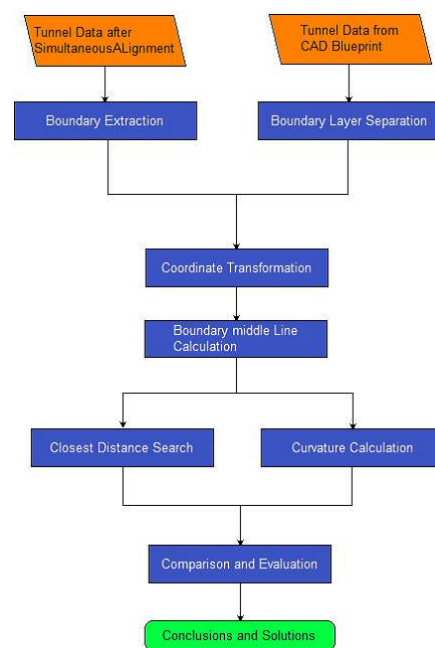 Tunnel Data after
SimultaneousALignment
Tunnel Data from
CAD Blueprint
Boundary Extraction
Boundary Layer Separation
Coordinate Transformation
Boundary middle Line
Calculation
Closest Distance Search
Curvature Calculation
Comparison and Evaluation
Conclusions and Solutions